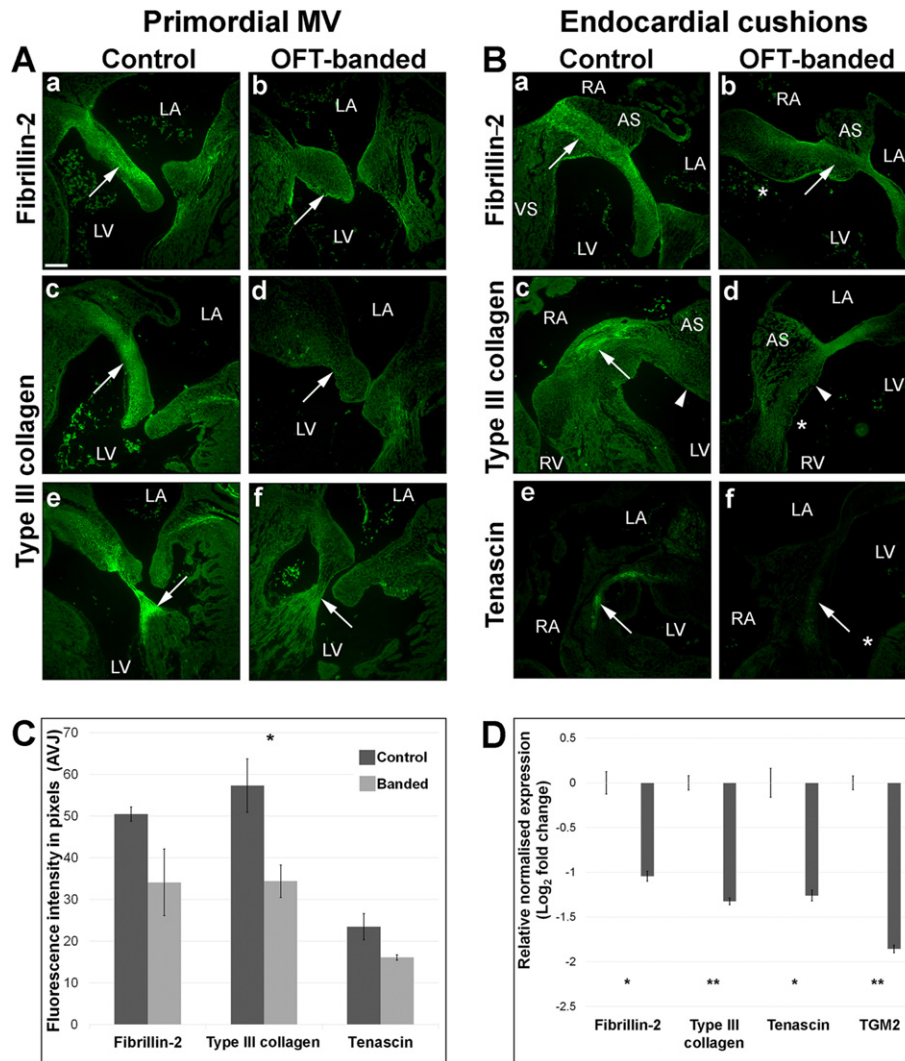 Primordial MV
Endocardial cushions
A
Control
OFT-banded
B
Control
OFT-banded
Fibrillin-2
a
LA
LV
b
LA
LV
Fibrillin-2
a
RA
AS
LA
VS
LV
b
RA
AS
LA
*
LV
Type III collagen
c
LA
LV
d
LA
LV
Type III collagen
c
RA
AS
RV
LV
d
LA
AS
LV
*
RV
e
LA
LV
f
LA
LV
Tenascin
e
LA
RA
LV
f
LA
LV
RA
*
C
Fluorescence intensity in pixels (AVJ)
70
60
50
40
30
20
10
0
*
Control
Banded
Fibrillin-2
Type III collagen
Tenascin
D
Relative normalised expression
(Log₂ fold change)
0.5
0
-0.5
-1
-1.5
-2
-2.5
* ** * **
Fibrillin-2
Type III
collagen
Tenascin
TGM2